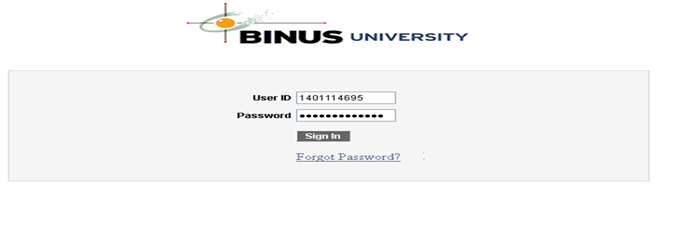 BINUS UNIVERSITY
User ID 1401114695
Password •••••••••••••
Sign In
Forgot Password?